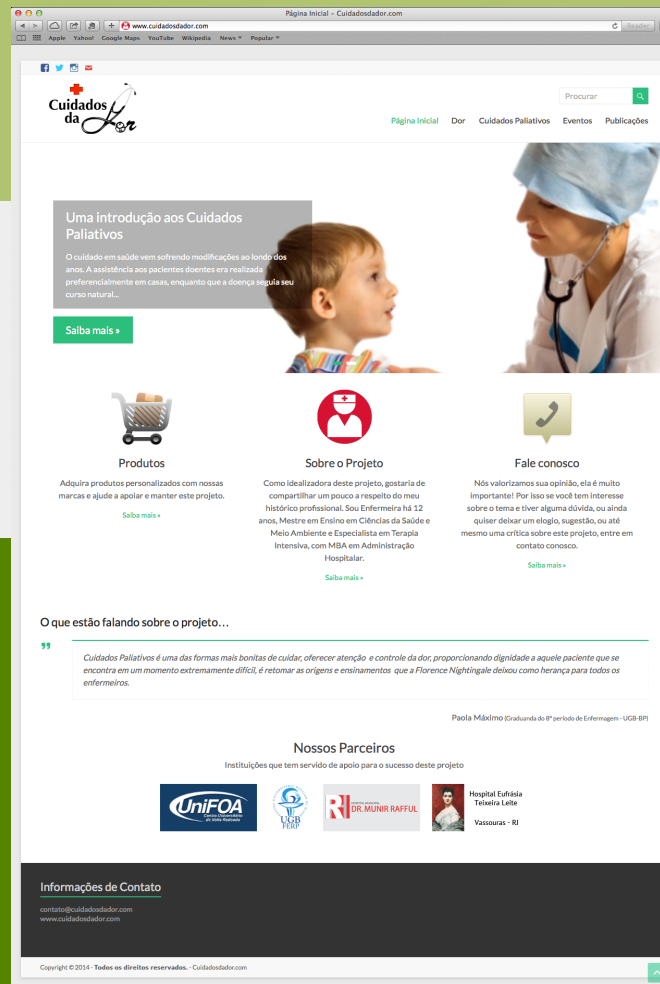 Página Inicial – Cuidadosdador.com
www.cuidadosdador.com
Reader
Apple Yahoo! Google Maps YouTube Wikipedia News Popular
Cuidados
da
Dor
Procurar
Página Inicial Dor Cuidados Paliativos Eventos Publicações
Uma introdução aos Cuidados
Paliativos
O cuidado em saúde vem sofrendo modificações ao londo dos
anos. A assistência aos pacientes doentes era realizada
preferencialmente em casas, enquanto que a doença seguia seu
curso natural...
Saiba mais »
Produtos
Adquira produtos personalizados com nossas
marcas e ajude a apoiar e manter este projeto.
Saiba mais »
Sobre o Projeto
Como idealizadora deste projeto, gostaria de
compartilhar um pouco a respeito do meu
histórico profissional. Sou Enfermeira há 12
anos, Mestre em Ensino em Ciências da Saúde e
Meio Ambiente e Especialista em Terapia
Intensiva, com MBA em Administração
Hospitalar.
Saiba mais »
Fale conosco
Nós valorizamos sua opinião, ela é muito
importante! Por isso se você tem interesse
sobre o tema e tiver alguma dúvida, ou ainda
quiser deixar um elogio, sugestão, ou até
mesmo uma crítica sobre este projeto, entre em
contato conosco.
Saiba mais »
O que estão falando sobre o projeto…
Cuidados Paliativos é uma das formas mais bonitas de cuidar, oferecer atenção e controle da dor, proporcionando dignidade a aquele paciente que se
encontra em um momento extremamente difícil, é retomar as origens e ensinamentos que a Florence Nightingale deixou como herança para todos os
enfermeiros.
Paola Máximo (Graduanda do 8º período de Enfermagem - UGB-BP)
Nossos Parceiros
Instituições que tem servido de apoio para o sucesso deste projeto
UniFOA
Centro Universitário
de Volta Redonda
UGB
FERP
HOSPITAL MUNICIPAL
DR. MUNIR RAFFUL
Hospital Eufrásia
Teixeira Leite
Vassouras - RJ
Informações de Contato
contato@cuidadosdador.com
www.cuidadosdador.com
Copyright © 2014 - Todos os direitos reservados. - Cuidadosdador.com